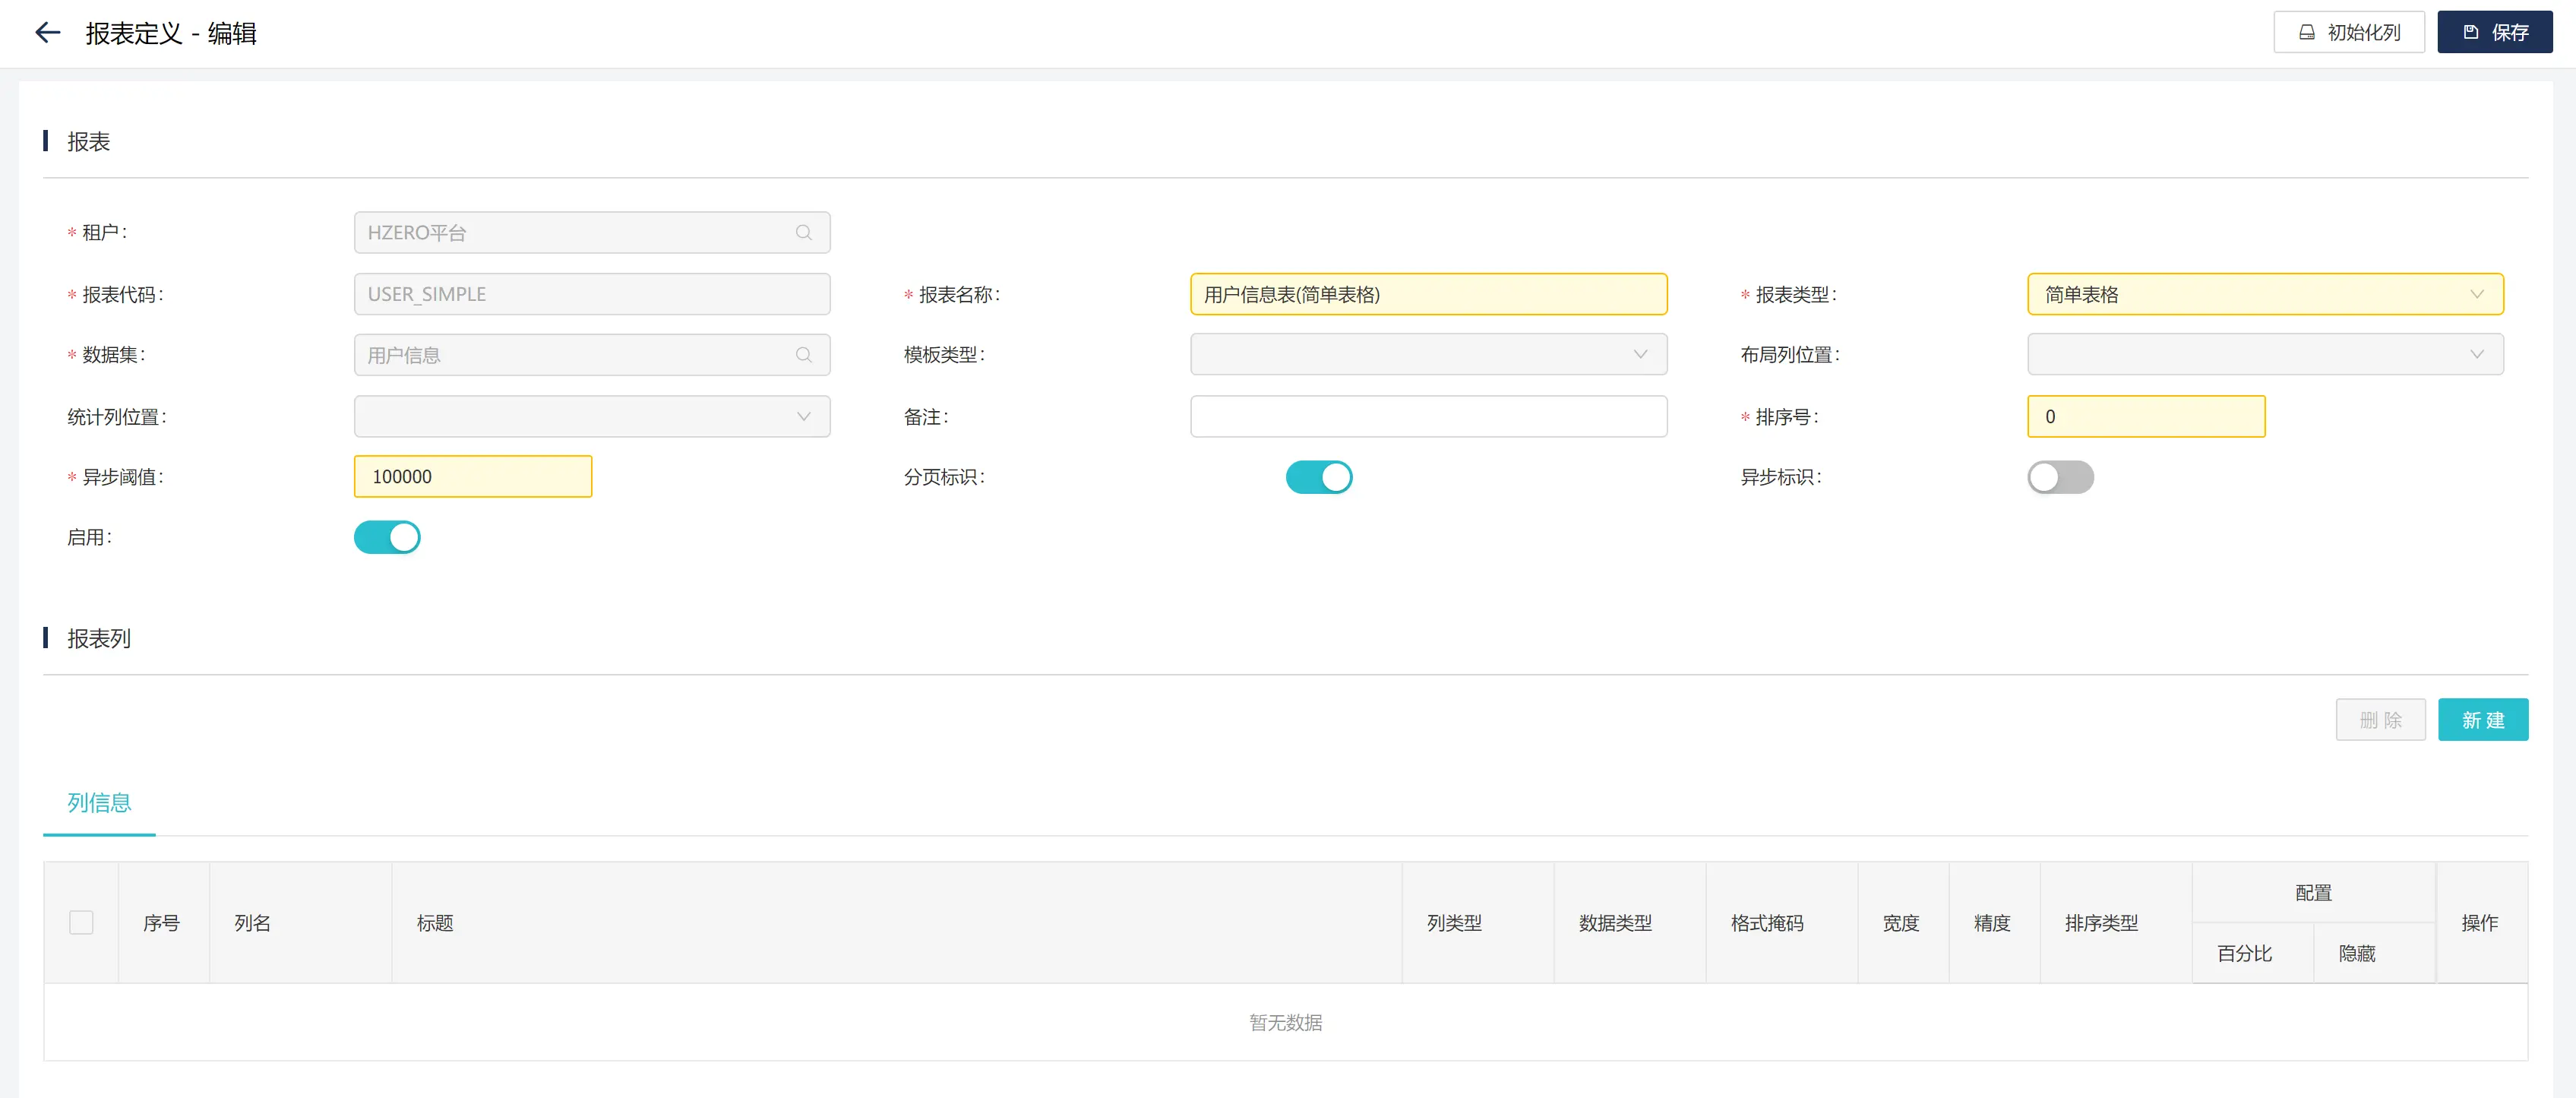 报表定义 - 编辑
初始化列
保存
报表
* 租户:
HZERO平台
* 报表代码:
USER_SIMPLE
* 报表名称:
用户信息表(简单表格)
* 报表类型:
简单表格
* 数据集:
用户信息
模板类型:
布局列位置:
统计列位置:
备注:
* 排序号:
0
* 异步阈值:
100000
分页标识:
异步标识:
启用:
报表列
删 除
新 建
列信息
序号
列名
标题
列类型
数据类型
格式掩码
宽度
精度
排序类型
配置
百分比
隐藏
操作
暂无数据